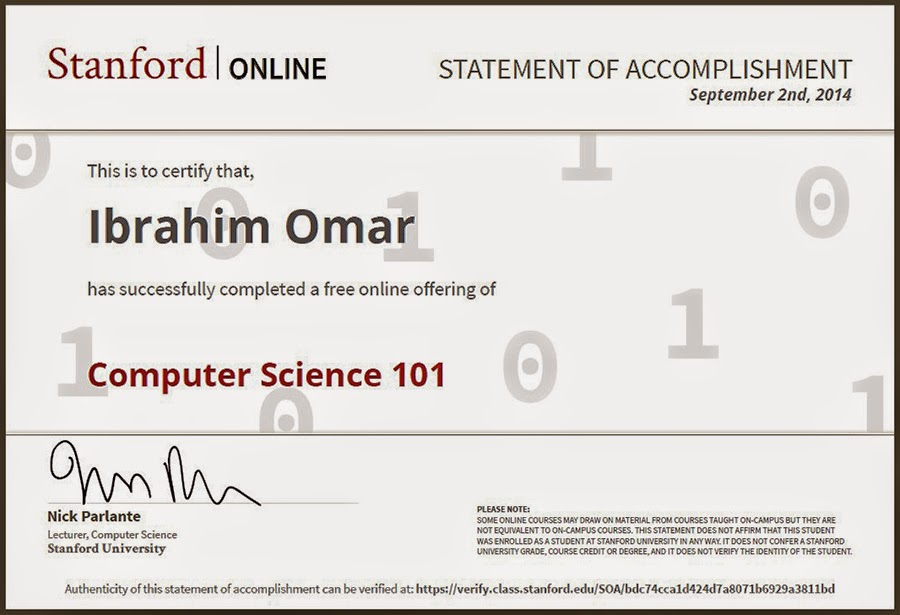 Stanford | ONLINE
STATEMENT OF ACCOMPLISHMENT
September 2nd, 2014
This is to certify that,
Ibrahim Omar
has successfully completed a free online offering of
Computer Science 101
Nick Parlante
Lecturer, Computer Science
Stanford University
PLEASE NOTE:
SOME ONLINE COURSES MAY DRAW ON MATERIAL FROM COURSES TAUGHT ON-CAMPUS BUT THEY ARE
NOT EQUIVALENT TO ON-CAMPUS COURSES. THIS STATEMENT DOES NOT AFFIRM THAT THIS STUDENT
WAS ENROLLED AS A STUDENT AT STANFORD UNIVERSITY IN ANY WAY. IT DOES NOT CONFER A STANFORD
UNIVERSITY GRADE, COURSE CREDIT OR DEGREE, AND IT DOES NOT VERIFY THE IDENTITY OF THE STUDENT.
Authenticity of this statement of accomplishment can be verified at: https://verify.class.stanford.edu/SOA/bdc74cca1d424d7a8071b6929a3811bd